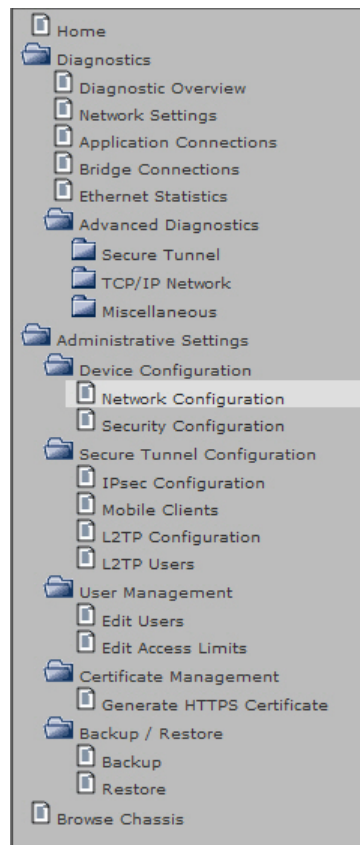 Home
Diagnostics
Diagnostic Overview
Network Settings
Application Connections
Bridge Connections
Ethernet Statistics
Advanced Diagnostics
Secure Tunnel
TCP/IP Network
Miscellaneous
Administrative Settings
Device Configuration
Network Configuration
Security Configuration
Secure Tunnel Configuration
IPsec Configuration
Mobile Clients
L2TP Configuration
L2TP Users
User Management
Edit Users
Edit Access Limits
Certificate Management
Generate HTTPS Certificate
Backup / Restore
Backup
Restore
Browse Chassis